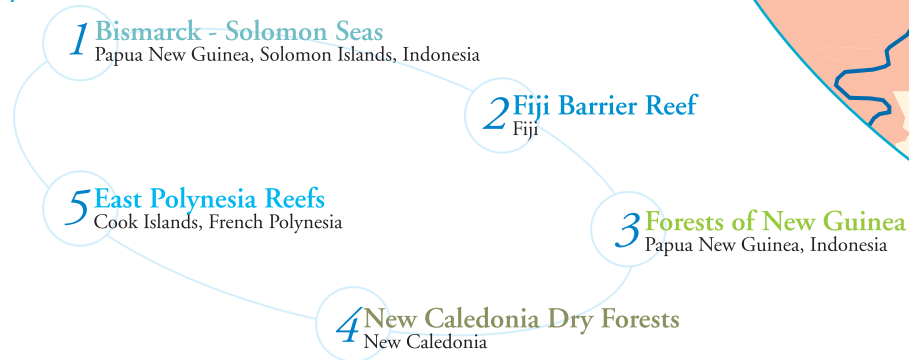 1 Bismarck - Solomon Seas
Papua New Guinea, Solomon Islands, Indonesia
2 Fiji Barrier Reef
Fiji
3 Forests of New Guinea
Papua New Guinea, Indonesia
4 New Caledonia Dry Forests
New Caledonia
5 East Polynesia Reefs
Cook Islands, French Polynesia